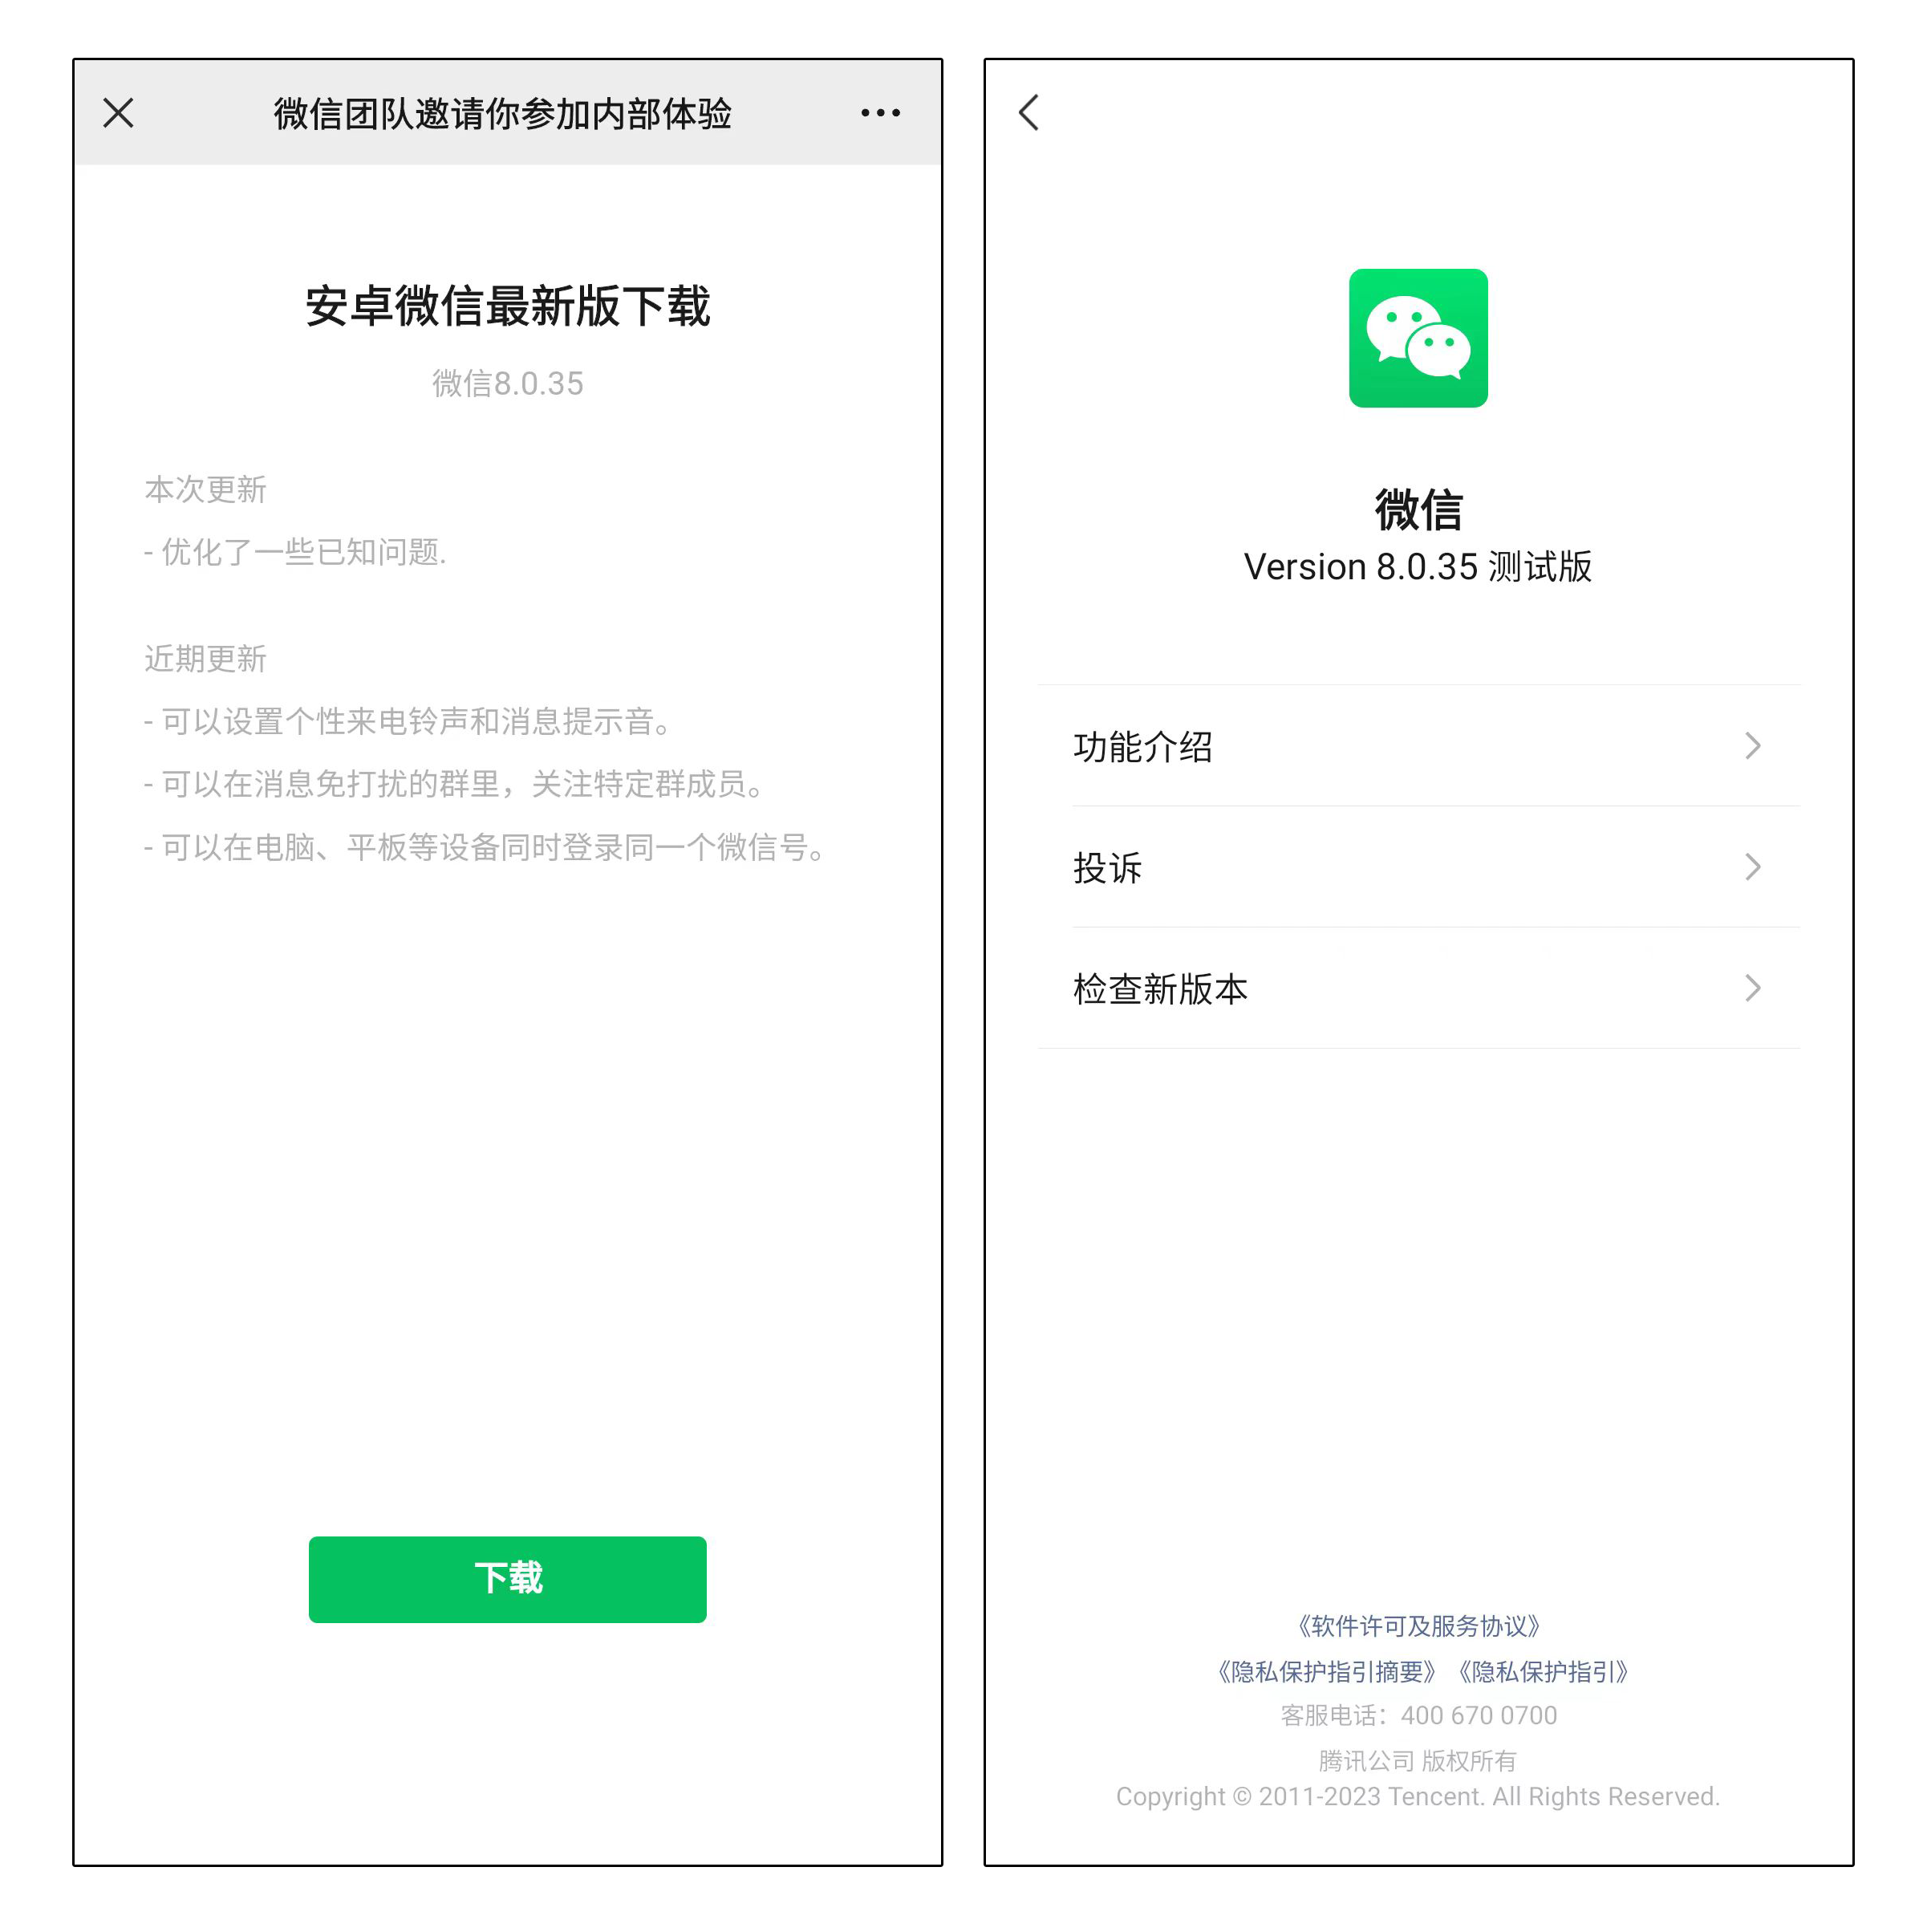 微信团队邀请你参加内部体验
安卓微信最新版下载
微信8.0.35
本次更新
- 优化了一些已知问题.
近期更新
- 可以设置个性来电铃声和消息提示音。
- 可以在消息免打扰的群里，关注特定群成员。
- 可以在电脑、平板等设备同时登录同一个微信号。
下载
微信
Version 8.0.35 测试版
功能介绍
投诉
检查新版本
《软件许可及服务协议》
《隐私保护指引摘要》《隐私保护指引》
客服电话：400 670 0700
腾讯公司 版权所有
Copyright © 2011-2023 Tencent. All Rights Reserved.